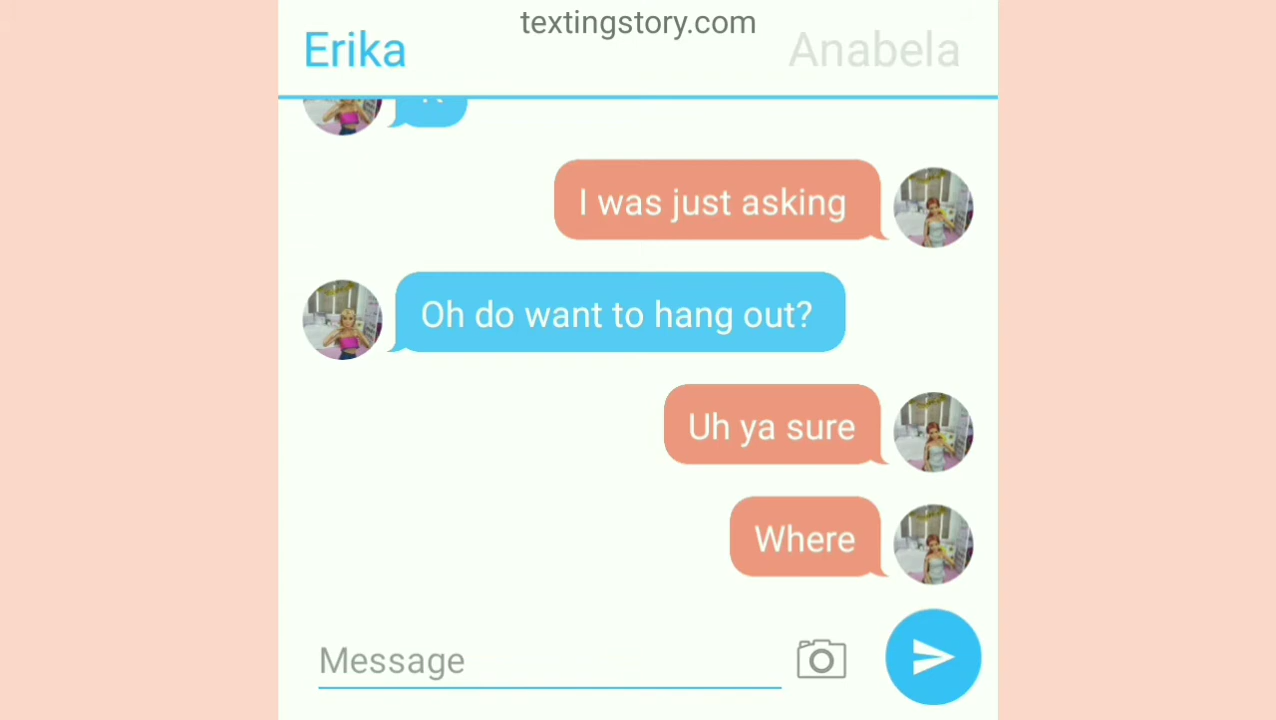 textingstory.com
Erika
Anabela
I was just asking
Oh do want to hang out?
Uh ya sure
Where
Message